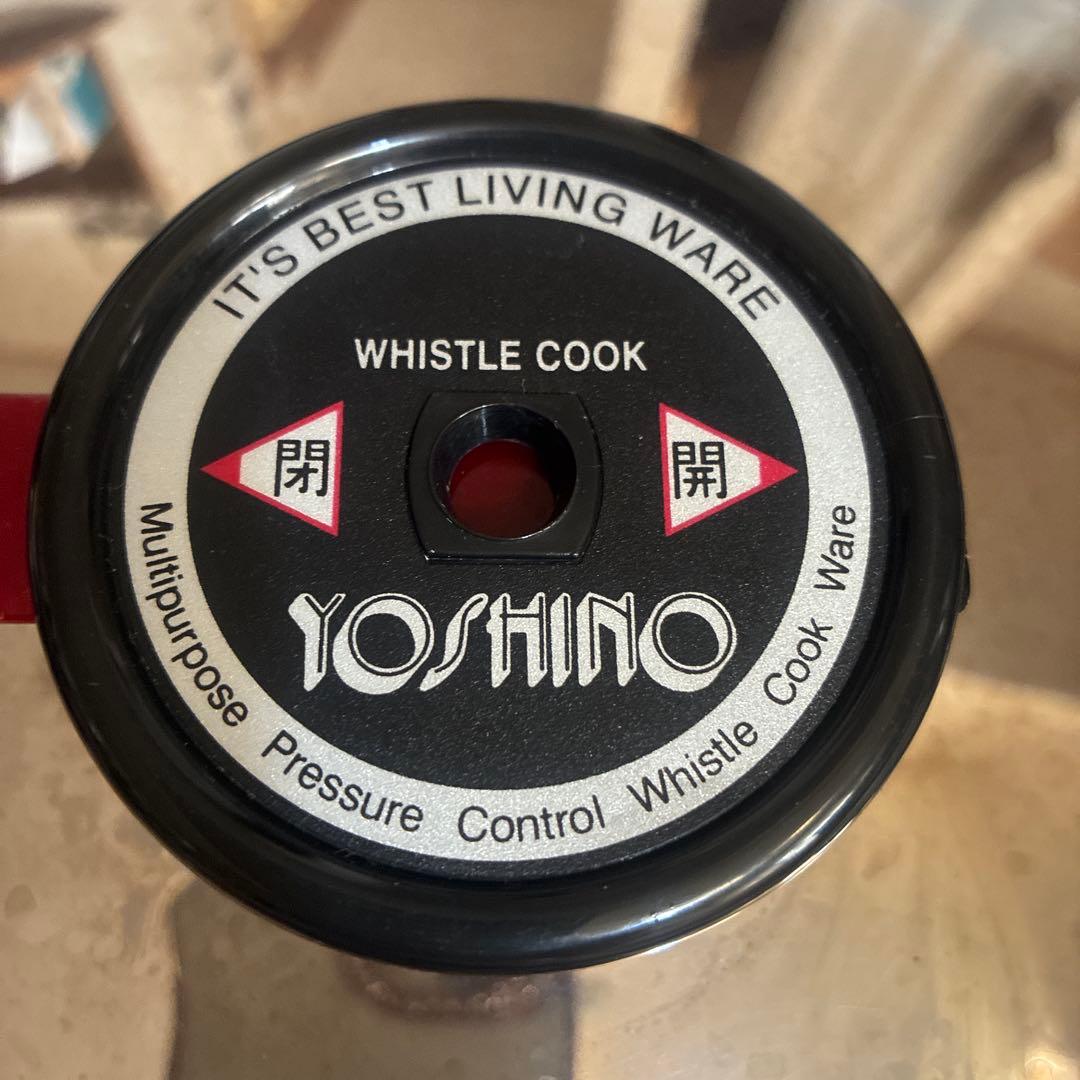 IT'S BEST LIVING WARE
WHISTLE COOK
閉
開
YOSHINO
Multipurpose Pressure Control Whistle Cook Ware